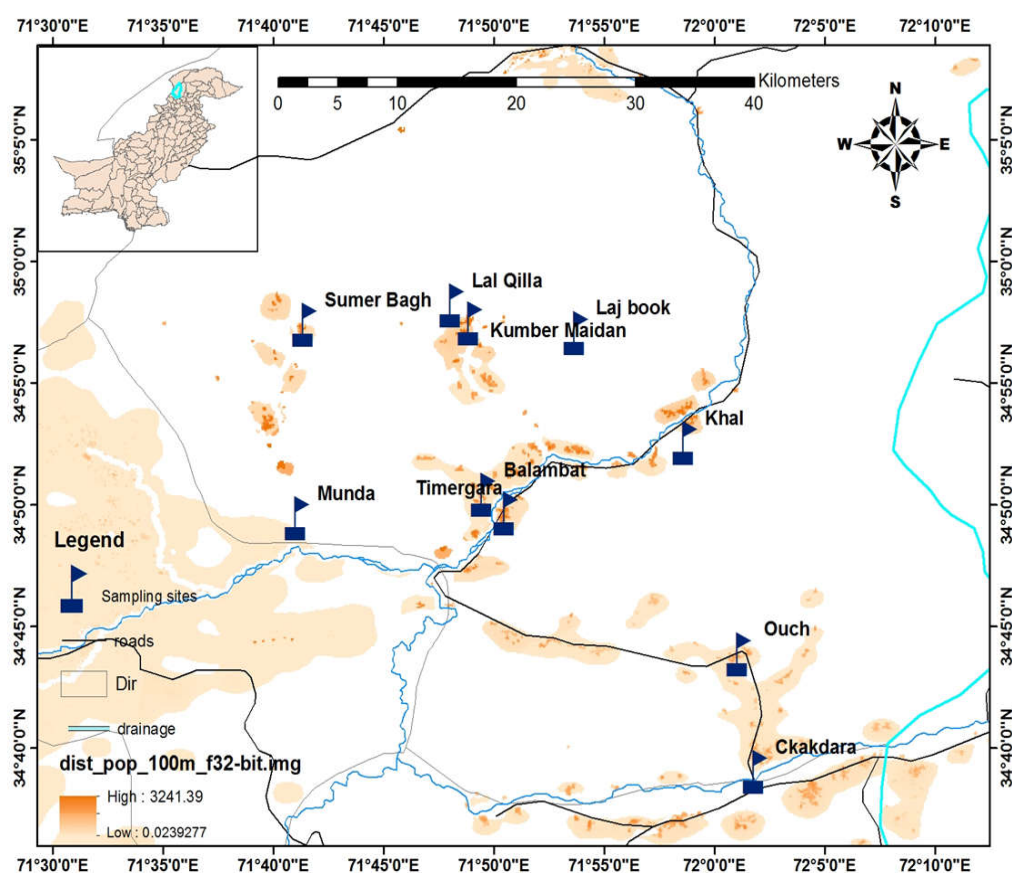 71°30'0"E 71°35'0"E 71°40'0"E 71°45'0"E 71°50'0"E 71°55'0"E 72°0'0"E 72°5'0"E 72°10'0"E
Kilometers
0 5 10 20 30 40
N
W E
S
35°5'0"N 35°5'0"N
35°0'0"N 35°0'0"N
34°55'0"N 34°55'0"N
34°50'0"N 34°50'0"N
34°45'0"N 34°45'0"N
34°40'0"N 34°40'0"N
Lal Qilla
Sumer Bagh
Laj book
Kumber Maidan
Khal
Balambat
Timergara
Munda
Ouch
Ckakdara
Legend
Sampling sites
roads
Dir
drainage
dist_pop_100m_f32-bit.img
High : 3241.39
Low : 0.0239277
71°30'0"E 71°35'0"E 71°40'0"E 71°45'0"E 71°50'0"E 71°55'0"E 72°0'0"E 72°5'0"E 72°10'0"E